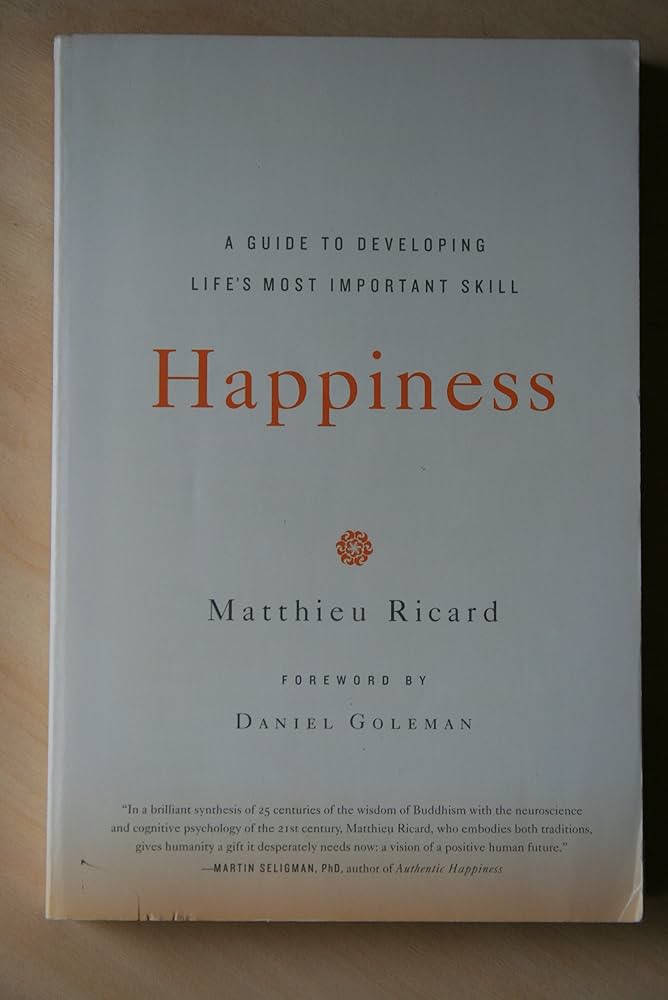 A GUIDE TO DEVELOPING
LIFE'S MOST IMPORTANT SKILL
Happiness
Matthieu Ricard
FOREWORD BY
DANIEL GOLEMAN
"In a brilliant synthesis of 25 centuries of the wisdom of Buddhism with the neuroscience
and cognitive psychology of the 21st century, Matthieu Ricard, who embodies both traditions,
gives humanity a gift it desperately needs now: a vision of a positive human future."
—MARTIN SELIGMAN, PhD, author of Authentic Happiness